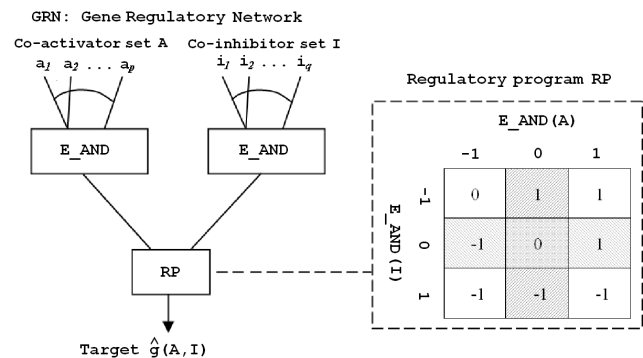 GRN: Gene Regulatory Network
Co-activator set A Co-inhibitor set I
a1 a2 ... ap i1 i2 ... iq
E_AND E_AND
RP
Target ĝ(A,I)
Regulatory program RP
E_AND(A)
-1 0 1
E_AND(I)
-1 0 1 1
0 -1 0 1
1 -1 -1 -1